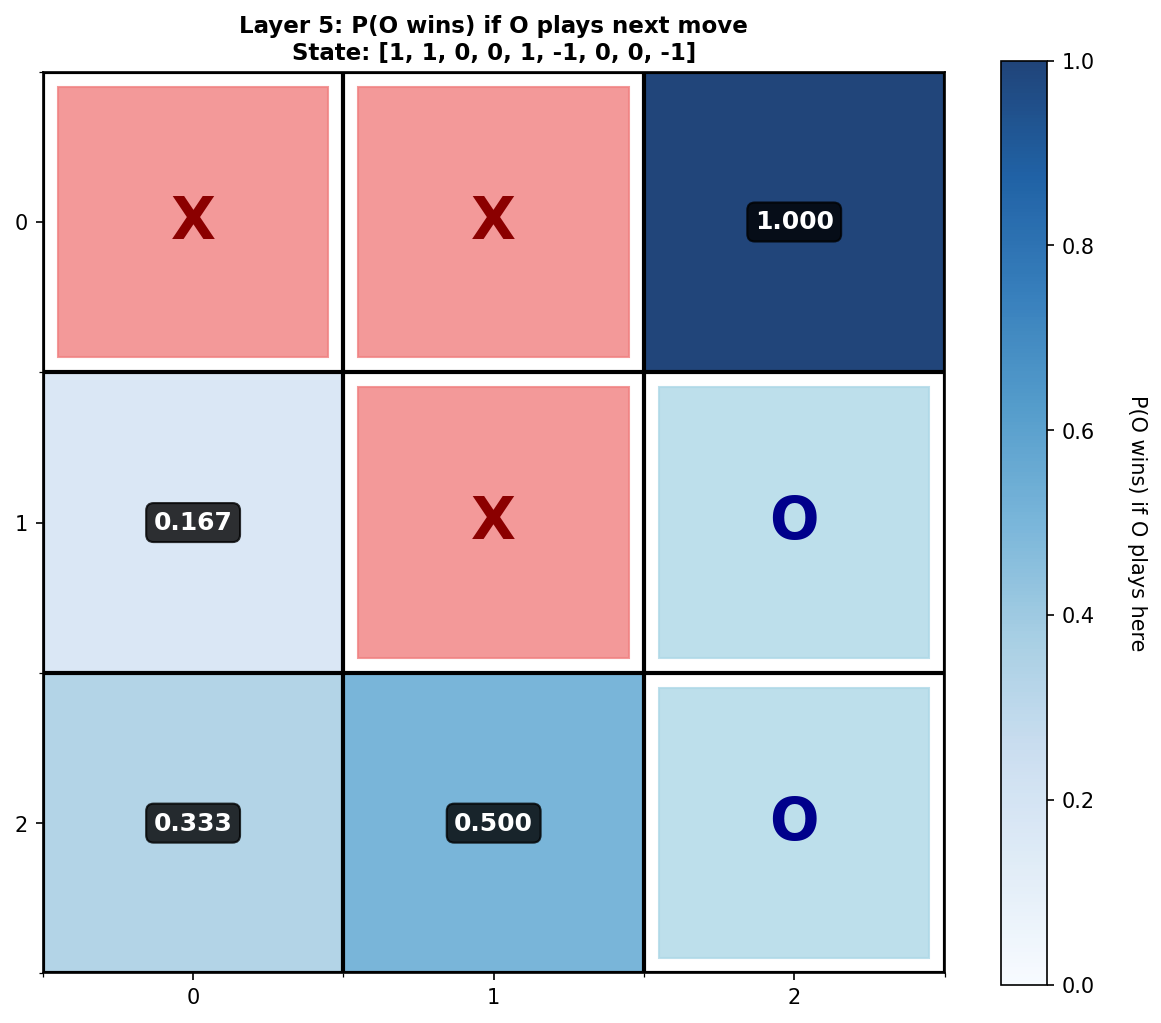 Layer 5: P(O wins) if O plays next move
State: [1, 1, 0, 0, 1, -1, 0, 0, -1]
X
X
1.000
0.167
X
O
0.333
0.500
O
0
1
2
0
1
2
1.0
0.8
0.6
0.4
0.2
0.0
P(O wins) if O plays here